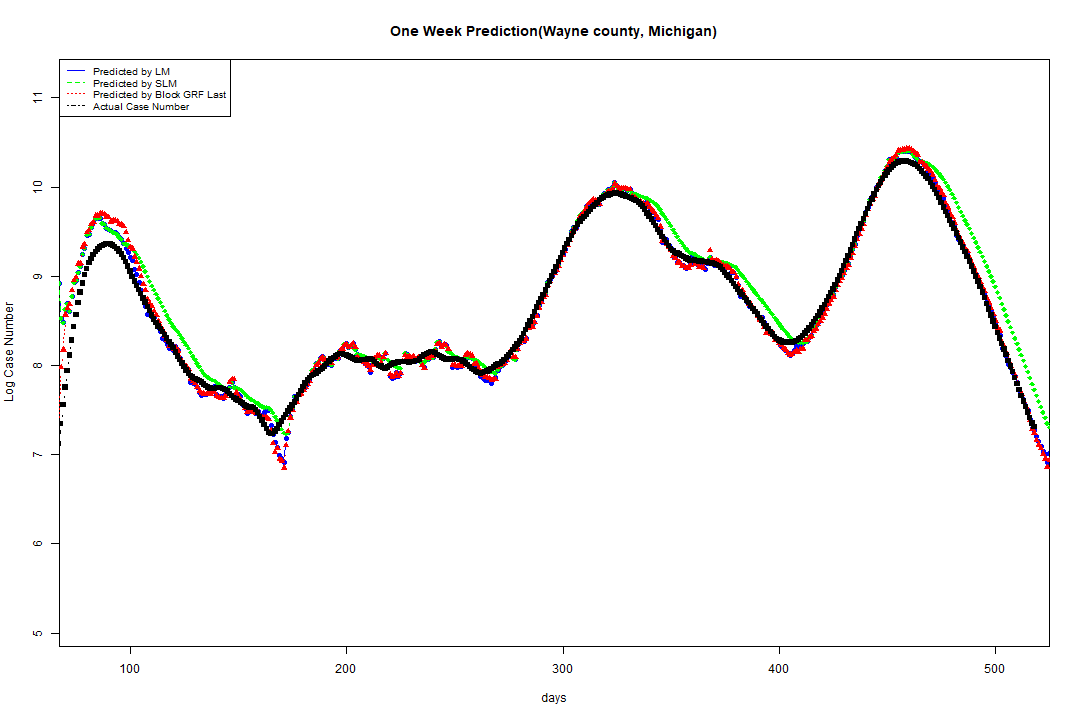 One Week Prediction(Wayne county, Michigan)
Predicted by LM
Predicted by SLM
Predicted by Block GRF Last
Actual Case Number
11
10
9
8
7
6
5
Log Case Number
100 200 300 400 500
days